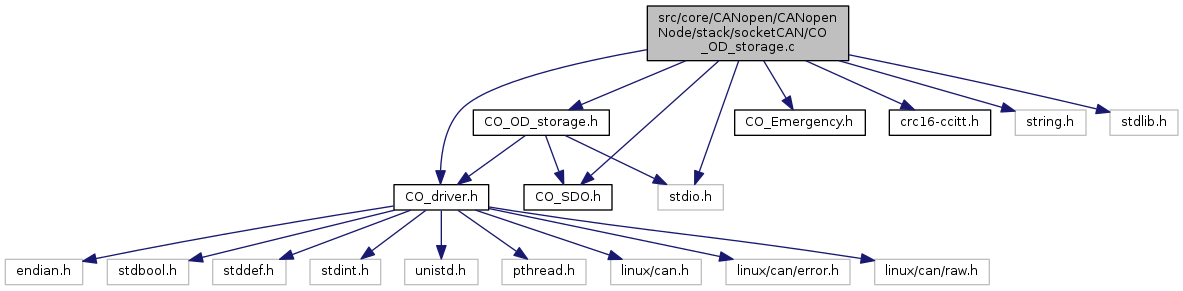 src/core/CANopen/CANopen
Node/stack/socketCAN/CO
_OD_storage.c
CO_OD_storage.h
CO_Emergency.h
crc16-ccitt.h
string.h
stdlib.h
CO_driver.h
CO_SDO.h
stdio.h
endian.h
stdbool.h
stddef.h
stdint.h
unistd.h
pthread.h
linux/can.h
linux/can/error.h
linux/can/raw.h